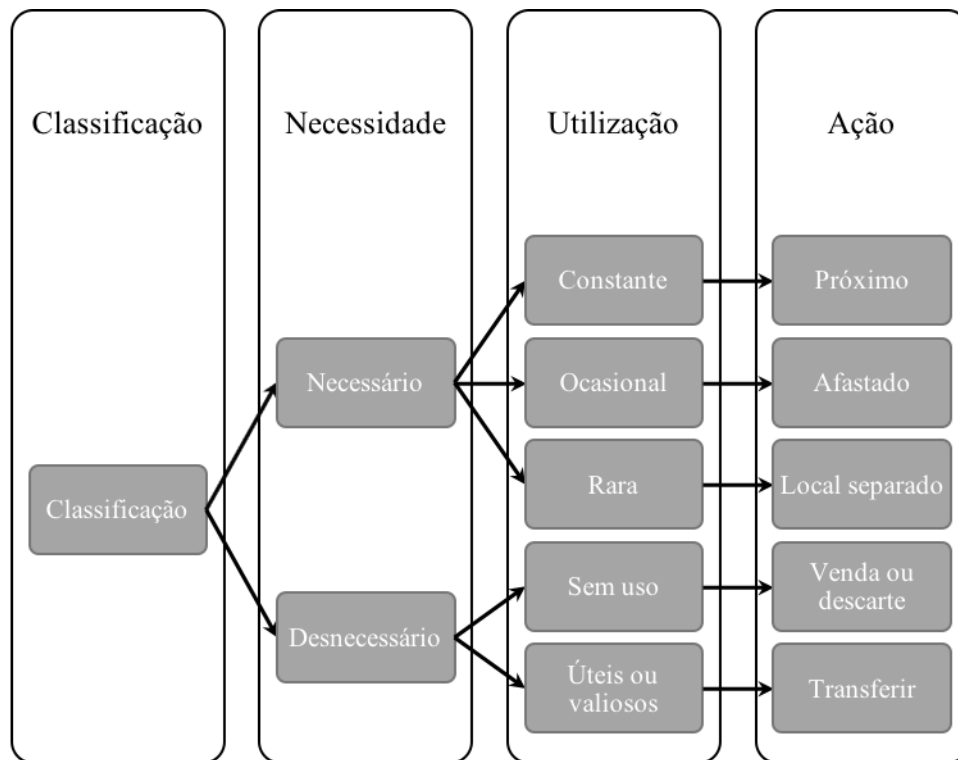 Classificação
Necessidade
Utilização
Ação
Classificação
Necessário
Desnecessário
Constante
Ocasional
Rara
Sem uso
Úteis ou
valiosos
Próximo
Afastado
Local separado
Venda ou
descarte
Transferir